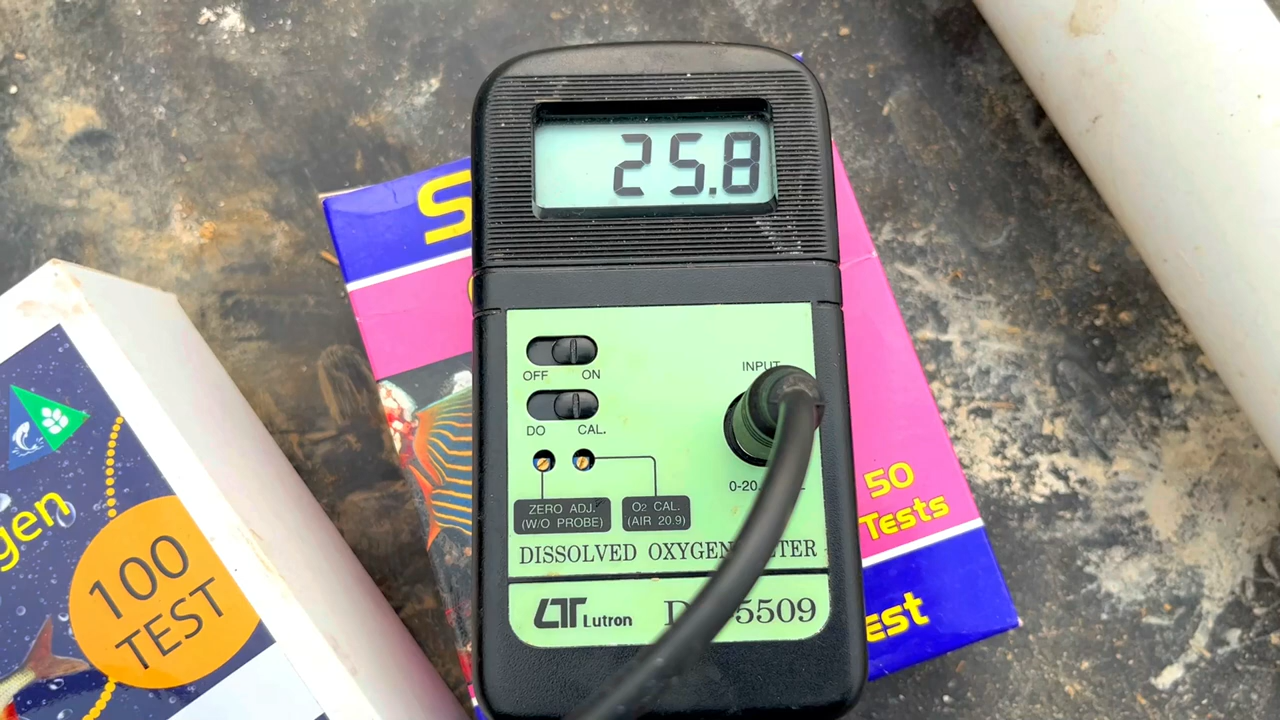 25.8
OFF ON
DO CAL.
INPUT
ZERO ADJ.
(W/O PROBE)
O2 CAL.
(AIR 20.9)
DISSOLVED OXYGEN
Lutron
5509
gen
100
TEST
50
Tests